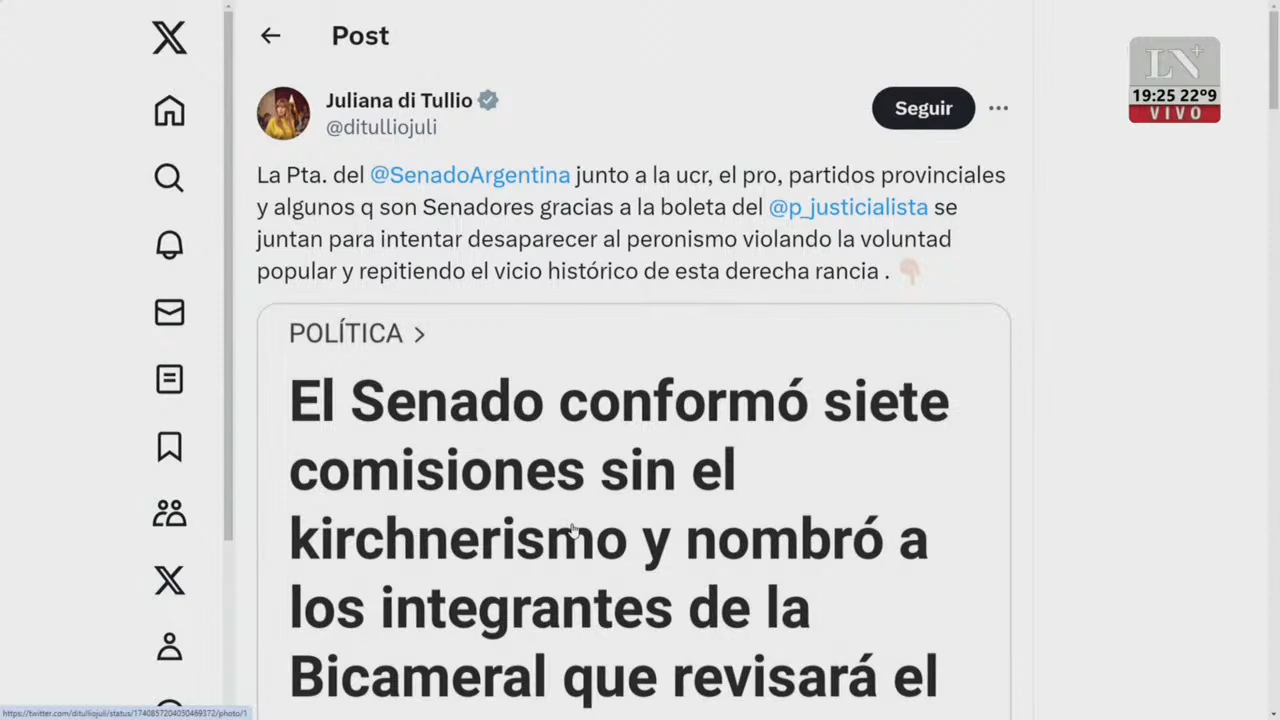 Post
LN+
19:25 22°9
VIVO
Juliana di Tullio
@ditulliojuli
Seguir
La Pta. del @SenadoArgentina junto a la ucr, el pro, partidos provinciales
y algunos q son Senadores gracias a la boleta del @p_justicialista se
juntan para intentar desaparecer al peronismo violando la voluntad
popular y repitiendo el vicio histórico de esta derecha rancia .
POLÍTICA >
El Senado conformó siete
comisiones sin el
kirchnerismo y nombró a
los integrantes de la
Bicameral que revisará el
https://twitter.com/ditulliojuli/status/1740857204030469372/photo/1